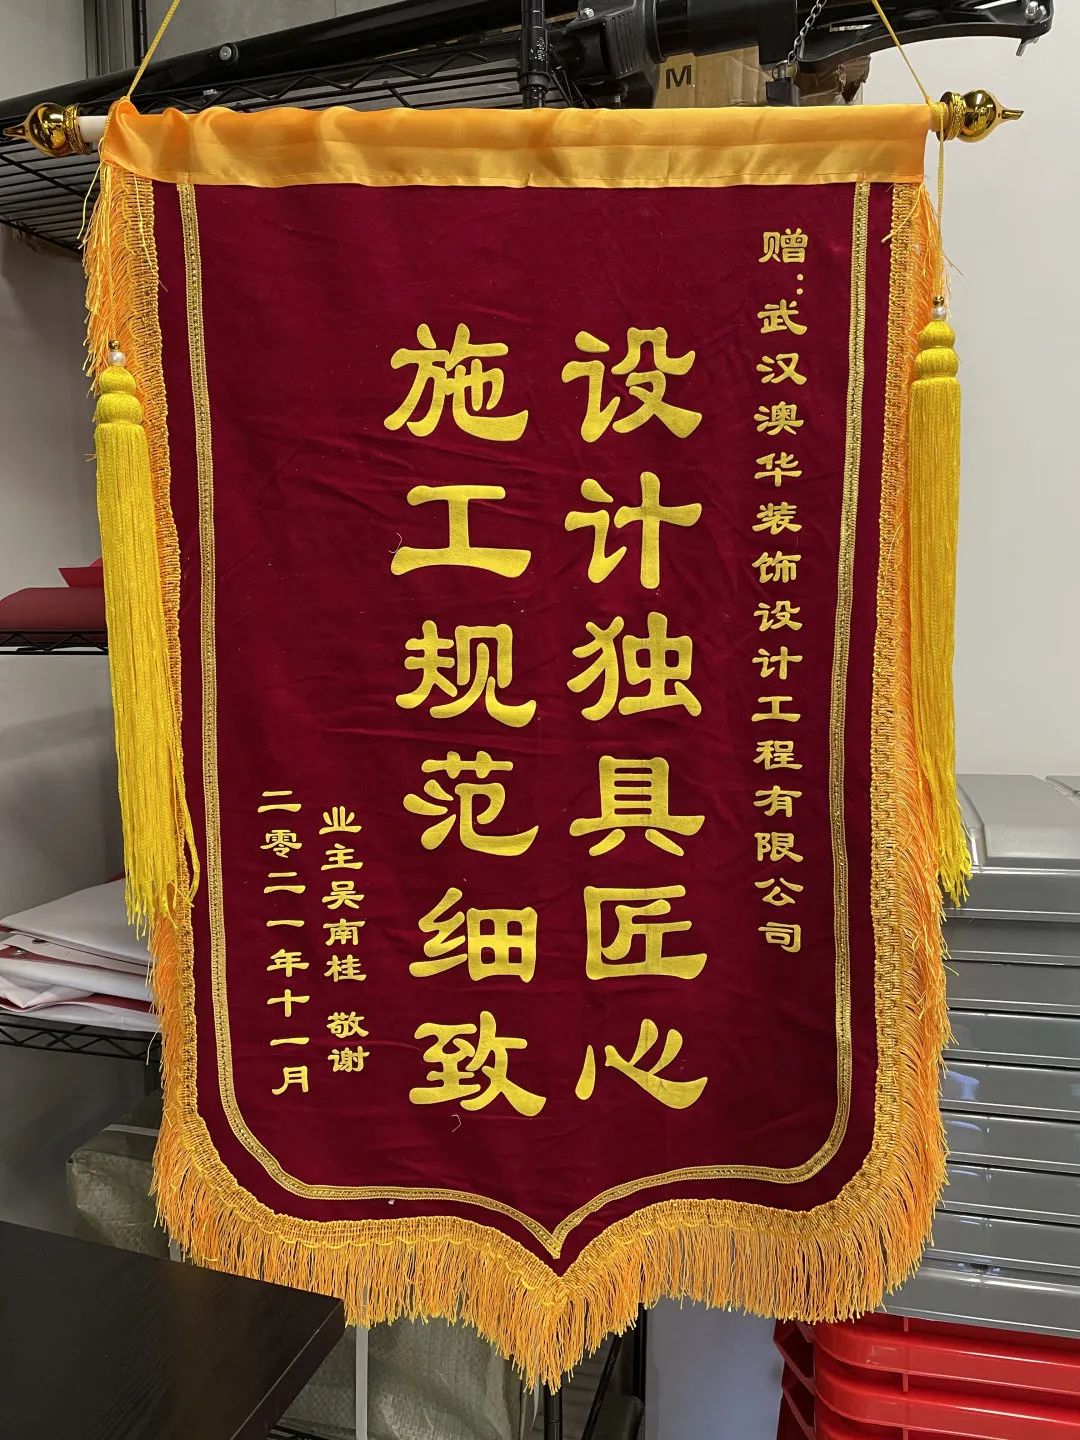 赠:武汉澳华装饰设计工程有限公司
设计独具匠心
施工规范细致
业主吴南桂 敬谢
二零二一年十一月
M